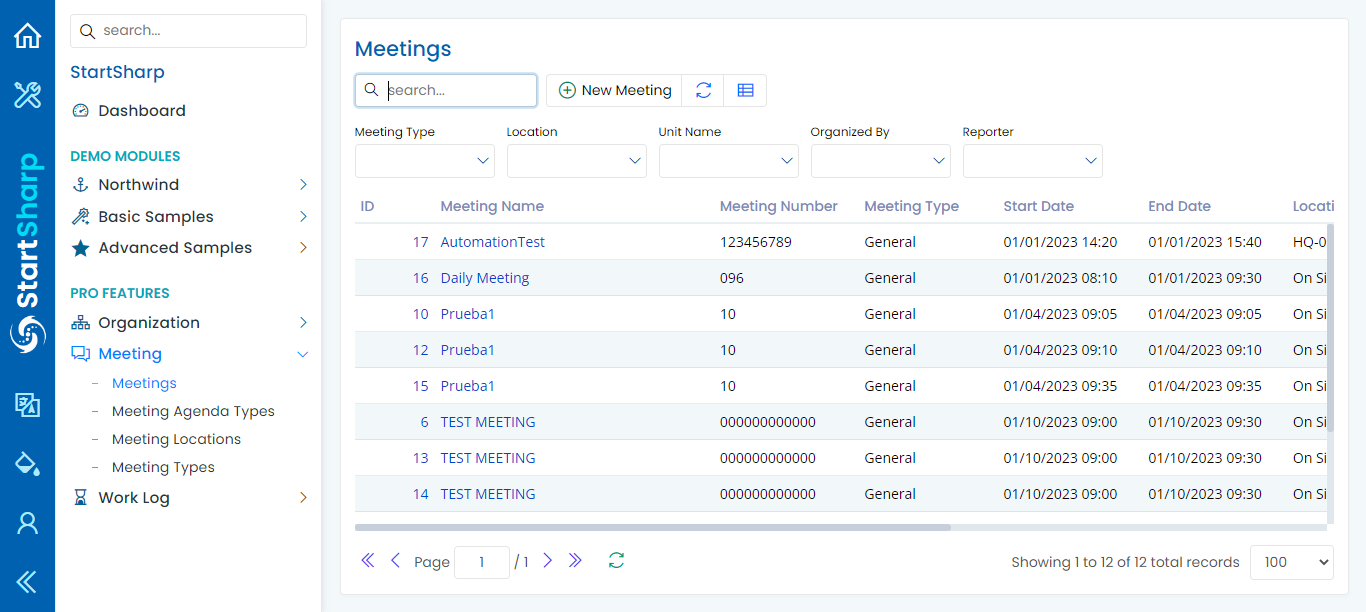 StartSharp
search...
StartSharp
Dashboard
DEMO MODULES
Northwind
Basic Samples
Advanced Samples
PRO FEATURES
Organization
Meeting
- Meetings
- Meeting Agenda Types
- Meeting Locations
- Meeting Types
Work Log
Meetings
search... New Meeting
Meeting Type Location Unit Name Organized By Reporter
ID Meeting Name Meeting Number Meeting Type Start Date End Date Locati
17 AutomationTest 123456789 General 01/01/2023 14:20 01/01/2023 15:40 HQ-0
16 Daily Meeting 096 General 01/01/2023 08:10 01/01/2023 09:30 On Si
10 Prueba1 10 General 01/04/2023 09:05 01/04/2023 09:05 On Si
12 Prueba1 10 General 01/04/2023 09:10 01/04/2023 09:10 On Si
15 Prueba1 10 General 01/04/2023 09:35 01/04/2023 09:35 On Si
6 TEST MEETING 000000000000 General 01/10/2023 09:00 01/10/2023 09:30 On Si
13 TEST MEETING 000000000000 General 01/10/2023 09:00 01/10/2023 09:30 On Si
14 TEST MEETING 000000000000 General 01/10/2023 09:00 01/10/2023 09:30 On Si
Page 1 / 1 Showing 1 to 12 of 12 total records 100